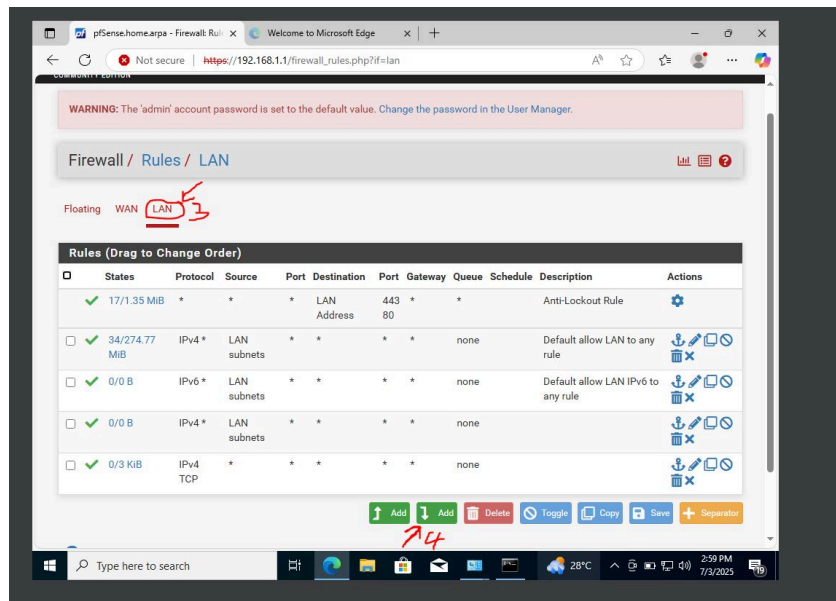 pfSense.home.arpa - Firewall: Rul
Welcome to Microsoft Edge
Not secure | https://192.168.1.1/firewall_rules.php?if=lan
COMMUNITY EDITION
WARNING: The 'admin' account password is set to the default value. Change the password in the User Manager.
Firewall / Rules / LAN
Floating WAN LAN 3
Rules (Drag to Change Order)
States Protocol Source Port Destination Port Gateway Queue Schedule Description Actions
17/1.35 MiB * * * LAN 443 * * Anti-Lockout Rule
Address 80
34/274.77 IPv4 * LAN * * * * none Default allow LAN to any
MiB subnets rule
0/0 B IPv6 * LAN * * * * none Default allow LAN IPv6 to
subnets any rule
0/0 B IPv4 * LAN * * * * none
subnets
0/3 KiB IPv4 * * * * * none
TCP
Add Add Delete Toggle Copy Save Separator
4
Type here to search 28°C 2:59 PM
7/3/2025 19